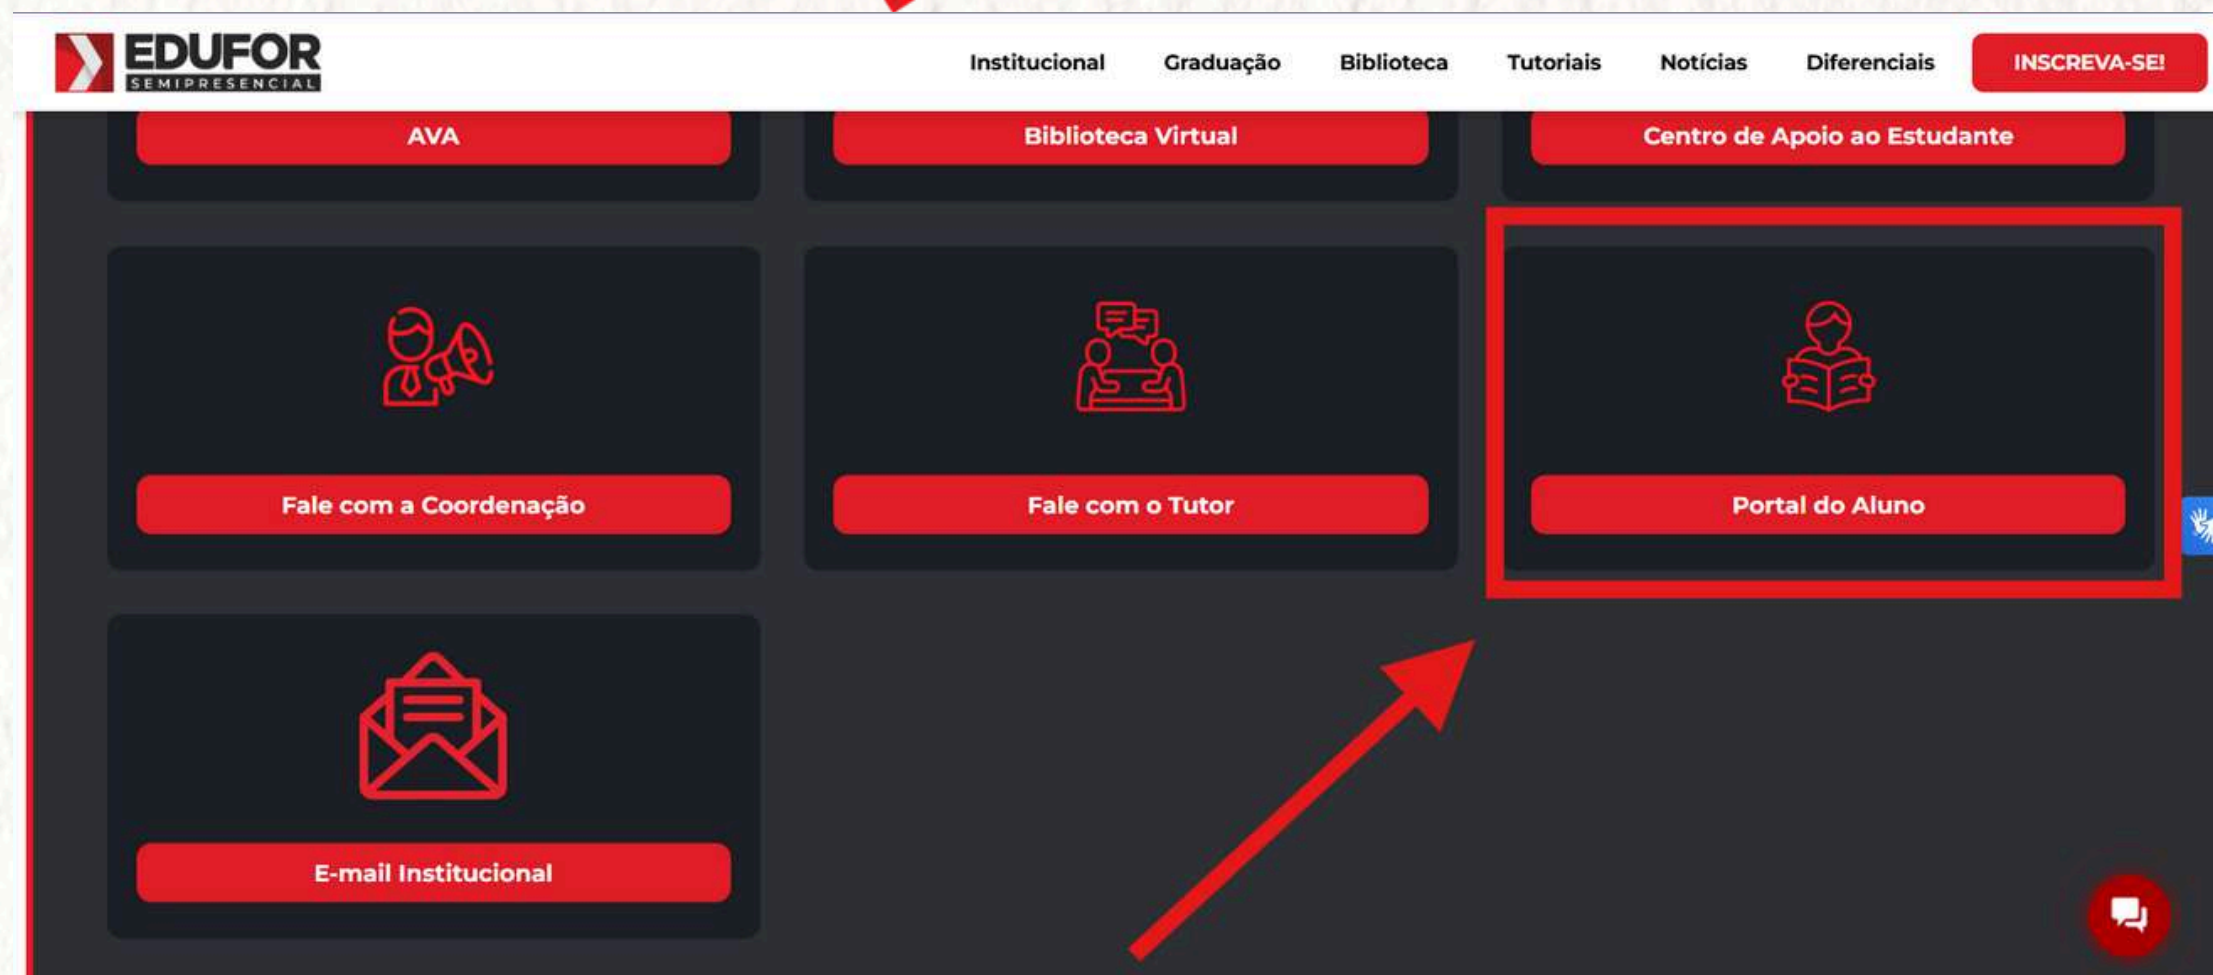 EDUFOR
SEMIPRESENCIAL
Institucional Graduação Biblioteca Tutoriais Notícias Diferenciais INSCREVA-SE!
AVA Biblioteca Virtual Centro de Apoio ao Estudante
Fale com a Coordenação Fale com o Tutor Portal do Aluno
E-mail Institucional